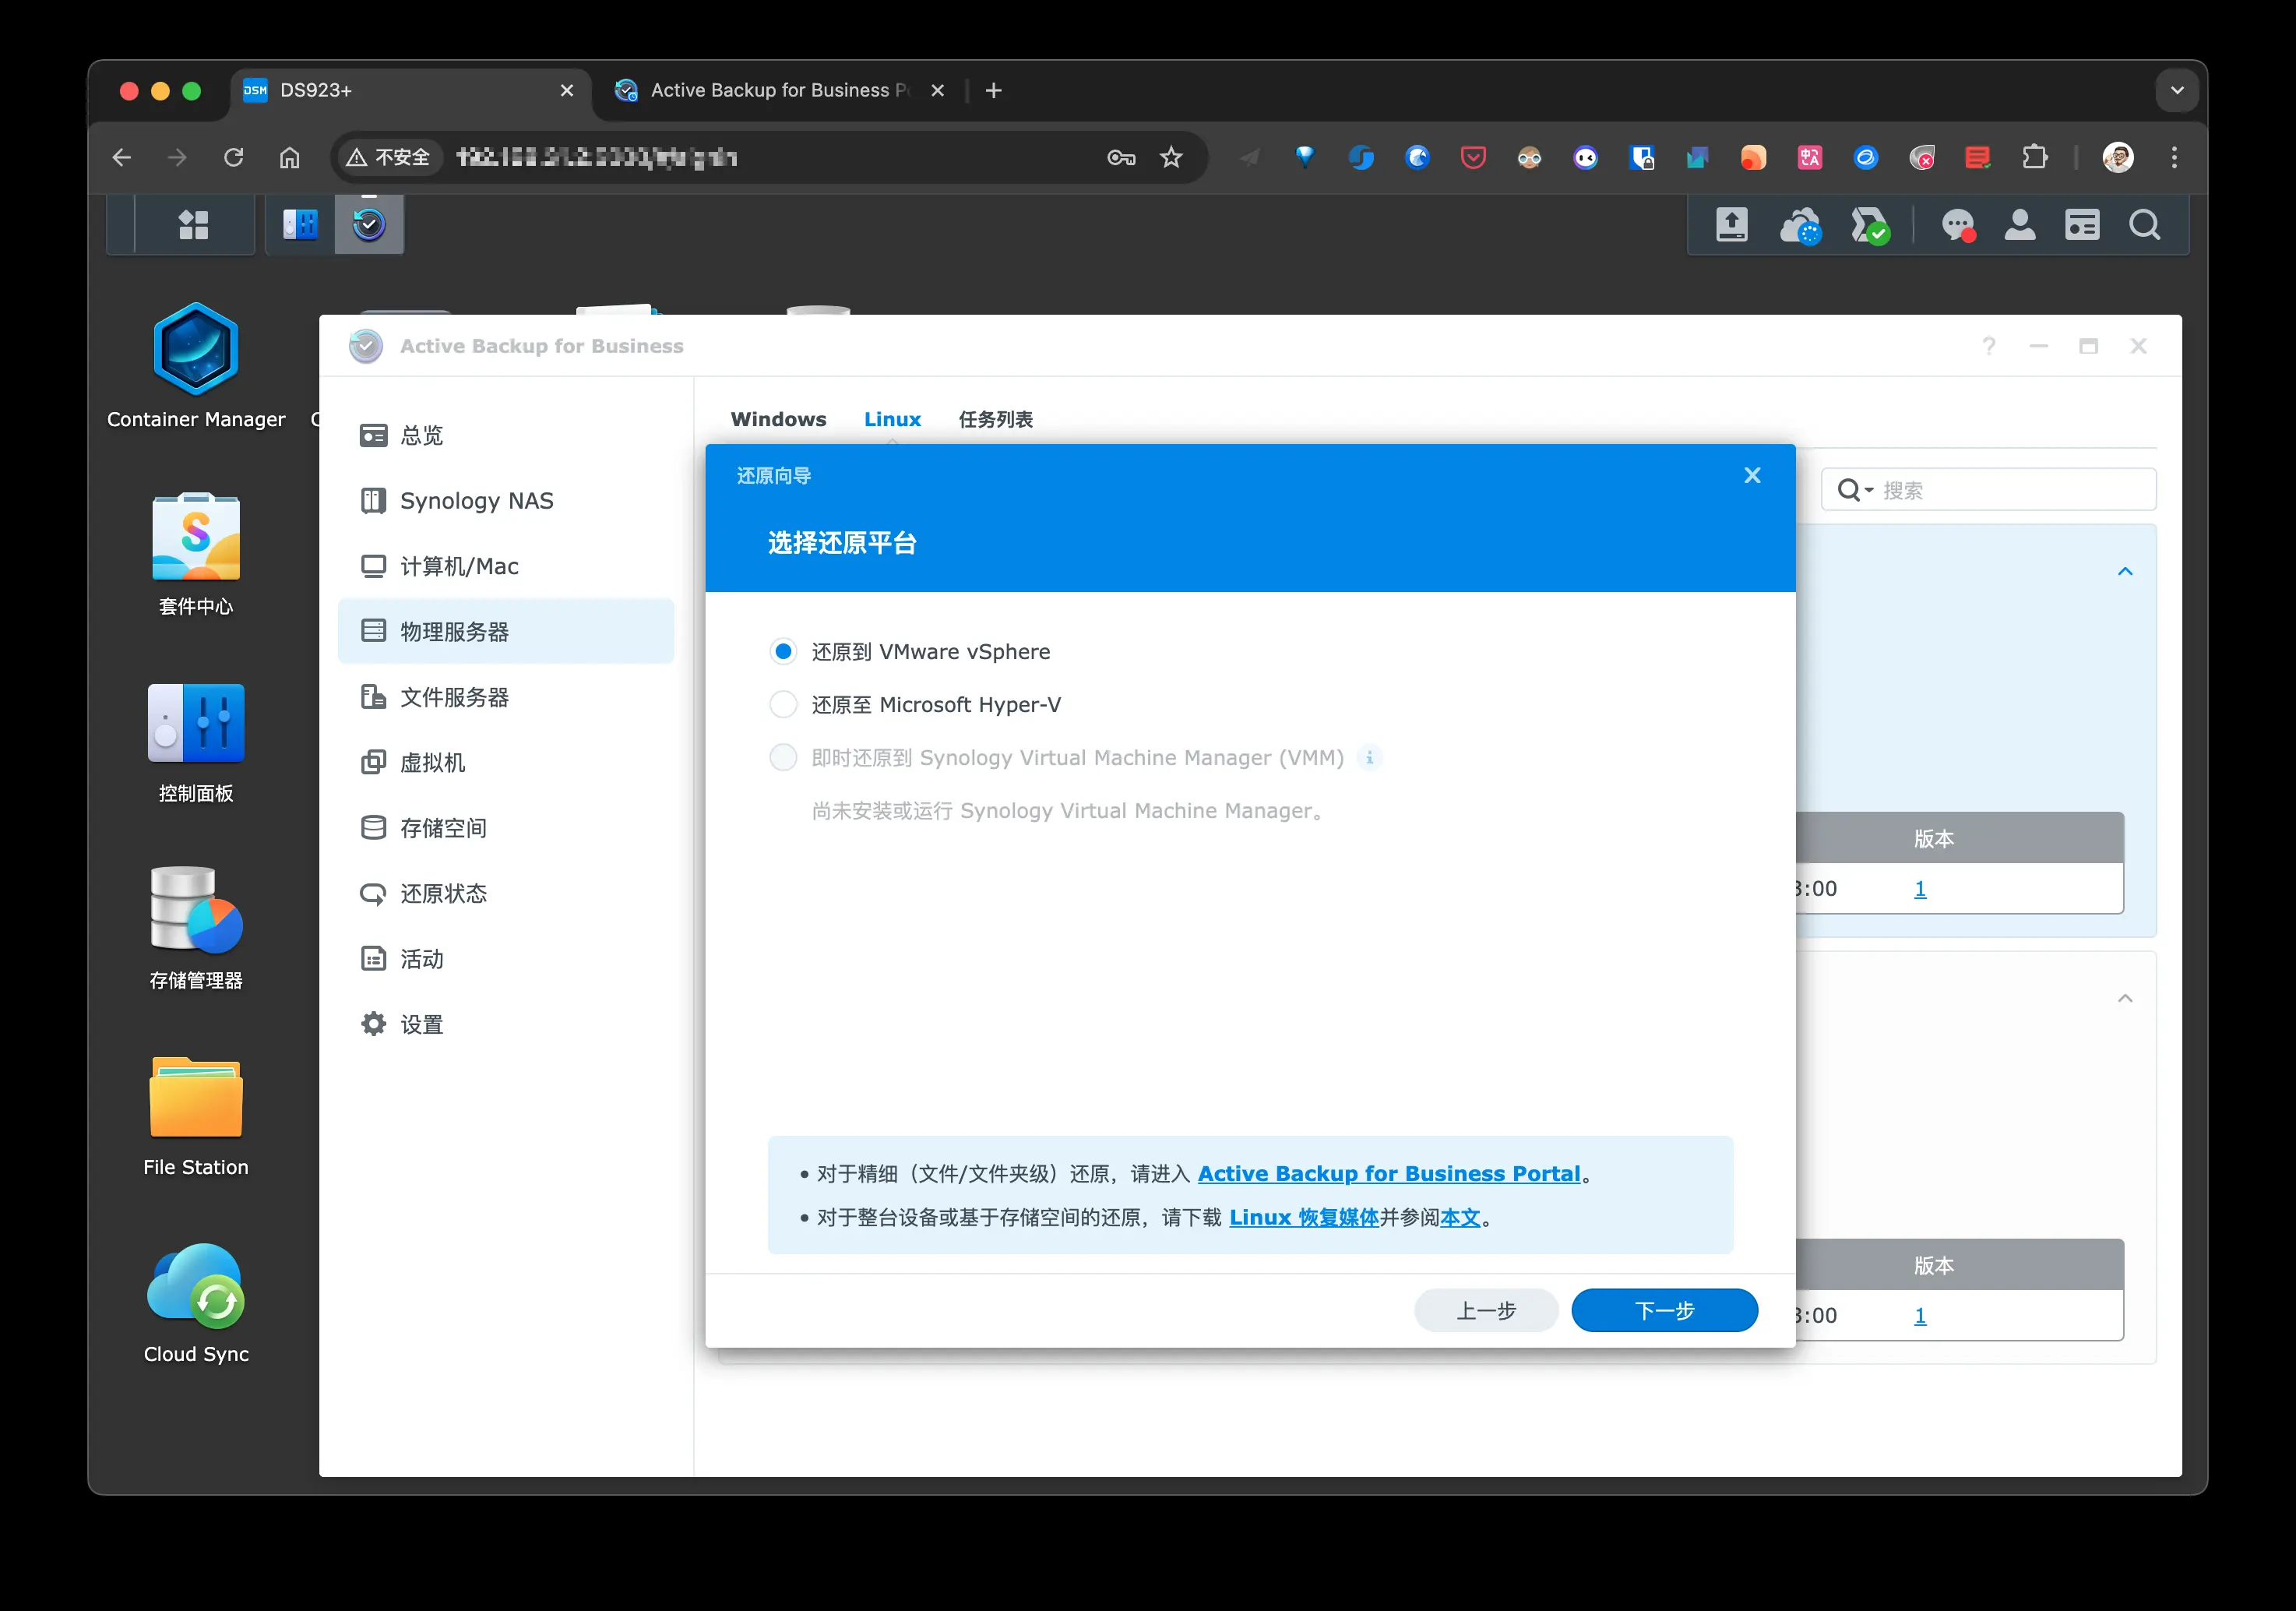 DS923+
Active Backup for Business P
不安全
Container Manager
套件中心
控制面板
存储管理器
File Station
Cloud Sync
Active Backup for Business
总览
Synology NAS
计算机/Mac
物理服务器
文件服务器
虚拟机
存储空间
还原状态
活动
设置
Windows
Linux
任务列表
搜索
还原向导
选择还原平台
还原到 VMware vSphere
还原至 Microsoft Hyper-V
即时还原到 Synology Virtual Machine Manager (VMM)
尚未安装或运行 Synology Virtual Machine Manager。
• 对于精细（文件/文件夹级）还原，请进入 Active Backup for Business Portal。
• 对于整台设备或基于存储空间的还原，请下载 Linux 恢复媒体并参阅本文。
上一步
下一步
版本
3:00
1
版本
3:00
1